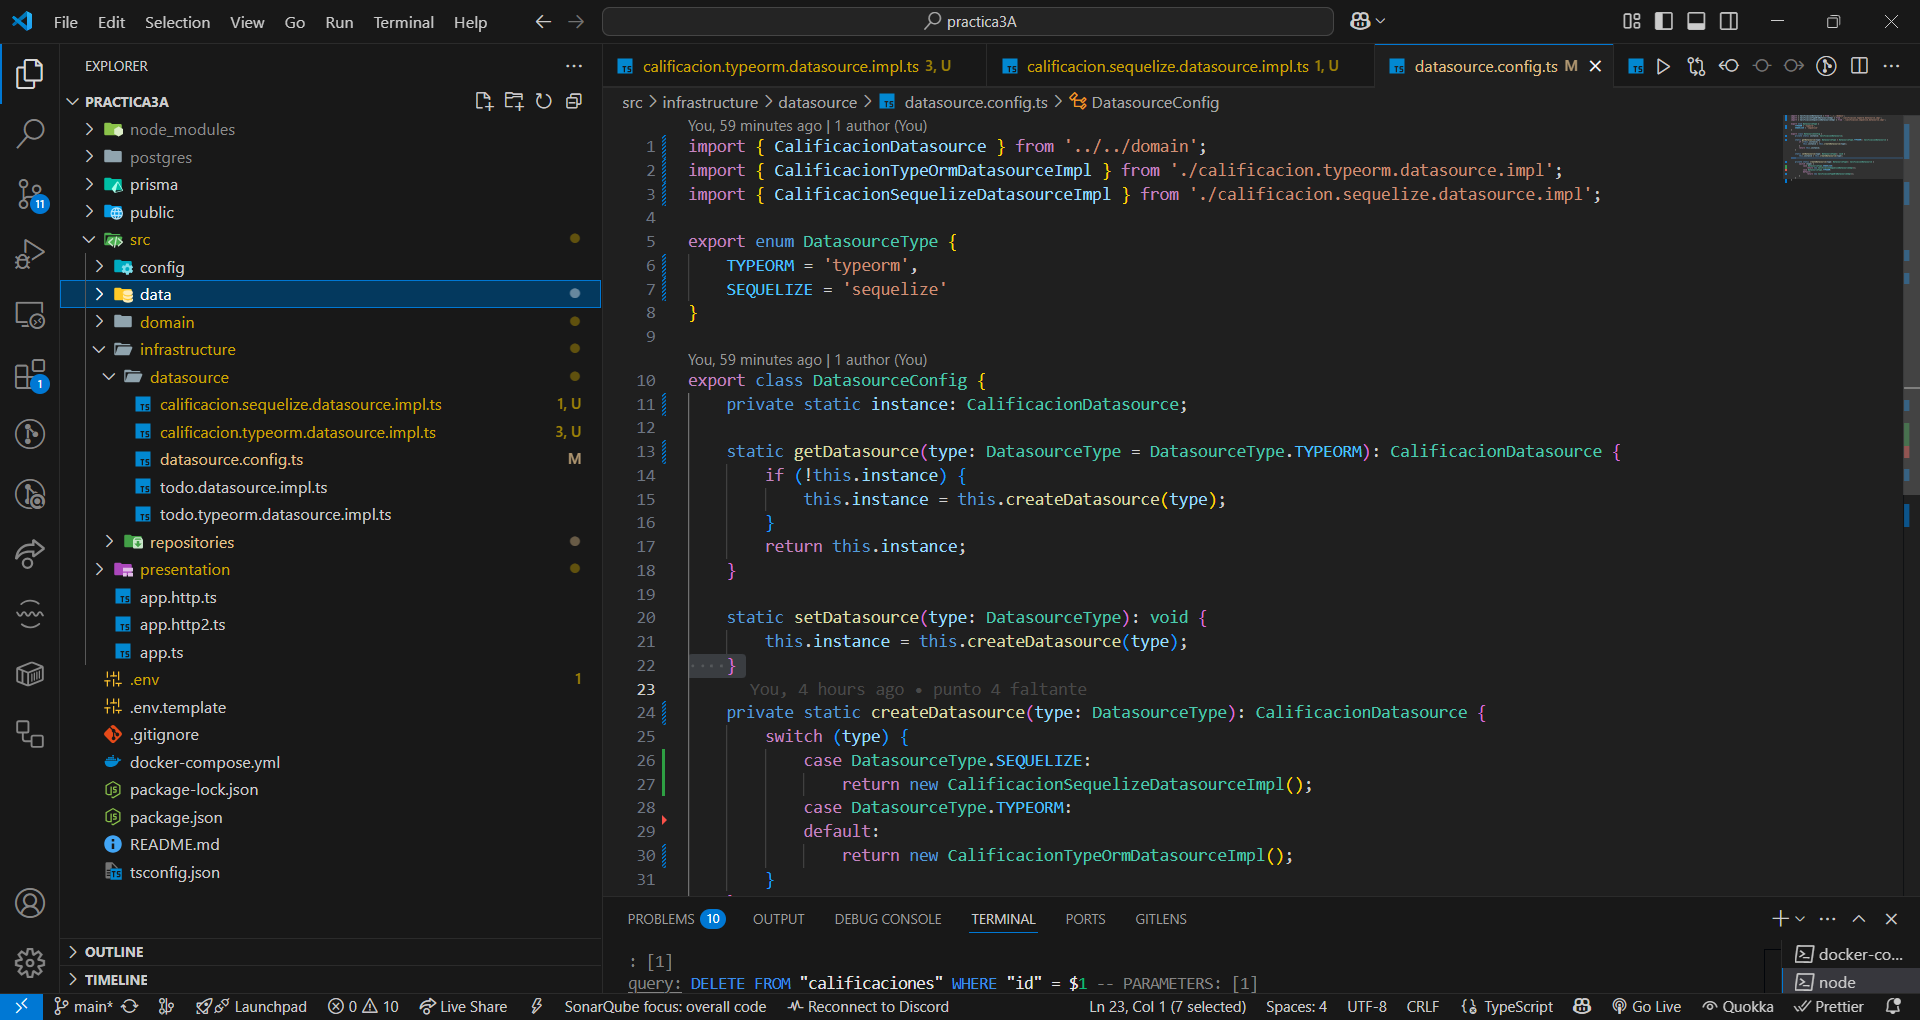 File Edit Selection View Go Run Terminal Help
practica3A
EXPLORER
PRACTICA3A
node_modules
postgres
prisma
public
src
config
data
domain
infrastructure
datasource
calificacion.sequelize.datasource.impl.ts 1, U
calificacion.typeorm.datasource.impl.ts 3, U
datasource.config.ts M
todo.datasource.impl.ts
todo.typeorm.datasource.impl.ts
repositories
presentation
app.http.ts
app.http2.ts
app.ts
.env 1
.env.template
.gitignore
docker-compose.yml
package-lock.json
package.json
README.md
tsconfig.json
OUTLINE
TIMELINE
11
1
calificacion.typeorm.datasource.impl.ts 3, U
calificacion.sequelize.datasource.impl.ts 1, U
datasource.config.ts M
src > infrastructure > datasource > datasource.config.ts > DatasourceConfig
You, 59 minutes ago | 1 author (You)
1 import { CalificacionDatasource } from '../../domain';
2 import { CalificacionTypeOrmDatasourceImpl } from './calificacion.typeorm.datasource.impl';
3 import { CalificacionSequelizeDatasourceImpl } from './calificacion.sequelize.datasource.impl';
4
5 export enum DatasourceType {
6 TYPEORM = 'typeorm',
7 SEQUELIZE = 'sequelize'
8 }
9
You, 59 minutes ago | 1 author (You)
10 export class DatasourceConfig {
11 private static instance: CalificacionDatasource;
12
13 static getDatasource(type: DatasourceType = DatasourceType.TYPEORM): CalificacionDatasource {
14 if (!this.instance) {
15 this.instance = this.createDatasource(type);
16 }
17 return this.instance;
18 }
19
20 static setDatasource(type: DatasourceType): void {
21 this.instance = this.createDatasource(type);
22 ····}
23 You, 4 hours ago • punto 4 faltante
24 private static createDatasource(type: DatasourceType): CalificacionDatasource {
25 switch (type) {
26 case DatasourceType.SEQUELIZE:
27 return new CalificacionSequelizeDatasourceImpl();
28 case DatasourceType.TYPEORM:
29 default:
30 return new CalificacionTypeOrmDatasourceImpl();
31 }
PROBLEMS 10 OUTPUT DEBUG CONSOLE TERMINAL PORTS GITLENS
: [1]
query: DELETE FROM "calificaciones" WHERE "id" = $1 -- PARAMETERS: [1]
docker-co...
node
main* Launchpad 0 10 Live Share SonarQube focus: overall code Reconnect to Discord Ln 23, Col 1 (7 selected) Spaces: 4 UTF-8 CRLF TypeScript Go Live Quokka Prettier